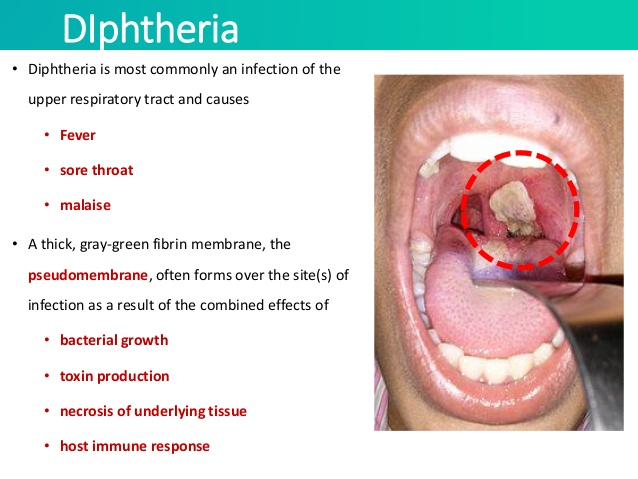 DIphtheria
• Diphtheria is most commonly an infection of the
upper respiratory tract and causes
• Fever
• sore throat
• malaise
• A thick, gray-green fibrin membrane, the
pseudomembrane, often forms over the site(s) of
infection as a result of the combined effects of
• bacterial growth
• toxin production
• necrosis of underlying tissue
• host immune response